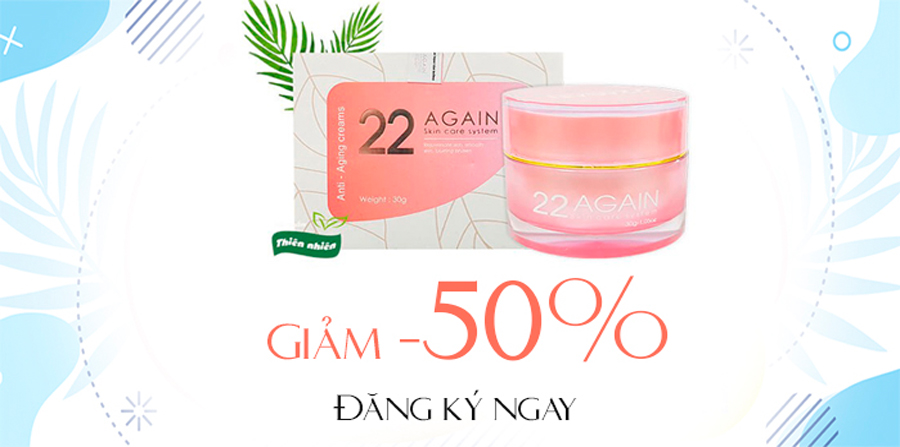 Anti - Aging creams
22 AGAIN
Skin care system
Weight : 30g
Thiên nhiên
22 AGAIN
GIẢM -50%
ĐĂNG KÝ NGAY